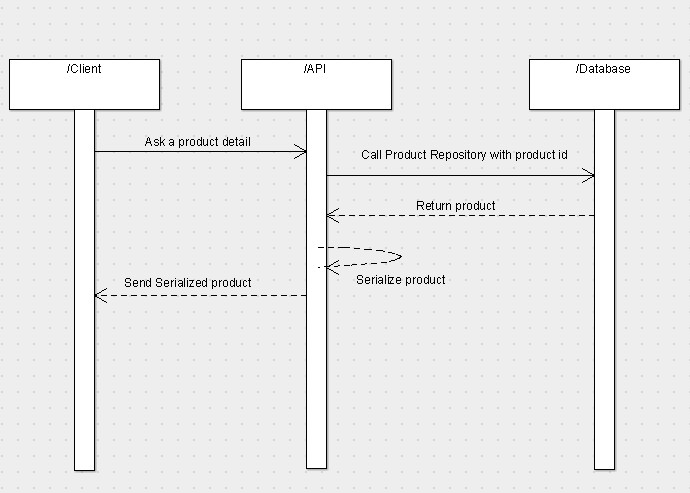 /Client
/API
/Database
Ask a product detail
Call Product Repository with product id
Return product
Serialize product
Send Serialized product